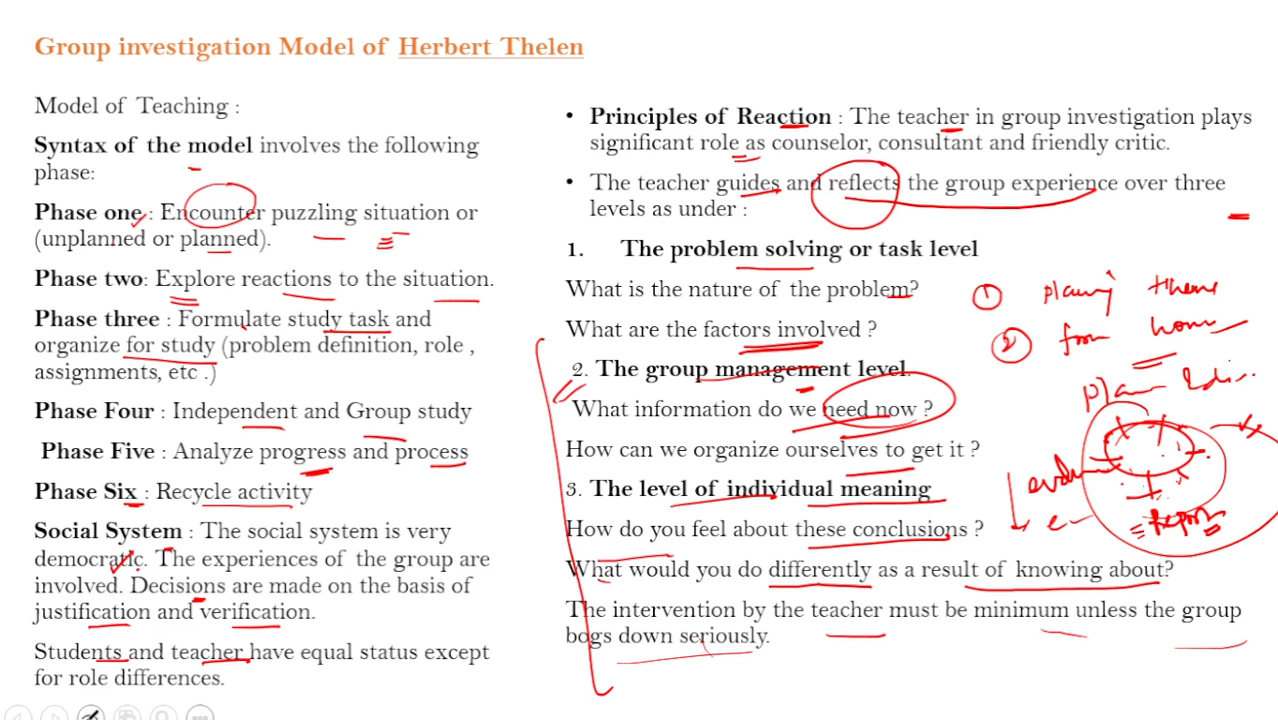 Group investigation Model of Herbert Thelen
Model of Teaching :
Syntax of the model involves the following
phase:
Phase one : Encounter puzzling situation or
(unplanned or planned).
Phase two: Explore reactions to the situation.
Phase three : Formulate study task and
organize for study (problem definition, role ,
assignments, etc .)
Phase Four : Independent and Group study
Phase Five : Analyze progress and process
Phase Six : Recycle activity
Social System : The social system is very
democratic. The experiences of the group are
involved. Decisions are made on the basis of
justification and verification.
Students and teacher have equal status except
for role differences.
• Principles of Reaction : The teacher in group investigation plays
significant role as counselor, consultant and friendly critic.
• The teacher guides and reflects the group experience over three
levels as under :
1. The problem solving or task level
What is the nature of the problem?
What are the factors involved ?
2. The group management level.
What information do we need now ?
How can we organize ourselves to get it ?
3. The level of individual meaning
How do you feel about these conclusions ?
What would you do differently as a result of knowing about?
The intervention by the teacher must be minimum unless the group
bogs down seriously.
1
2 from